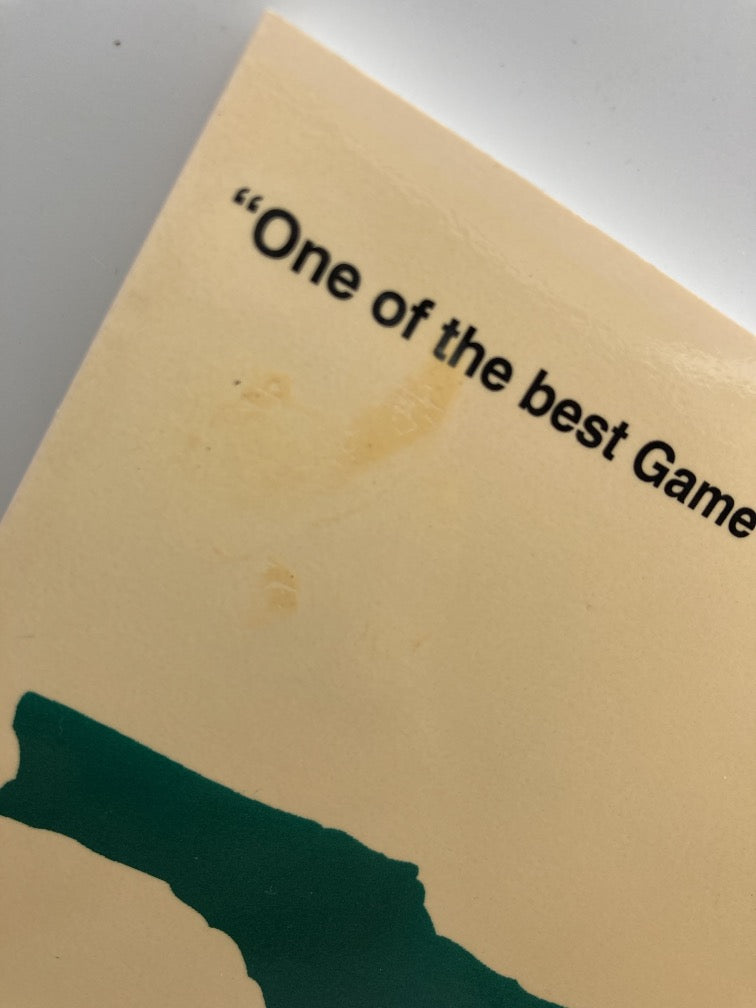 “One of the best Game